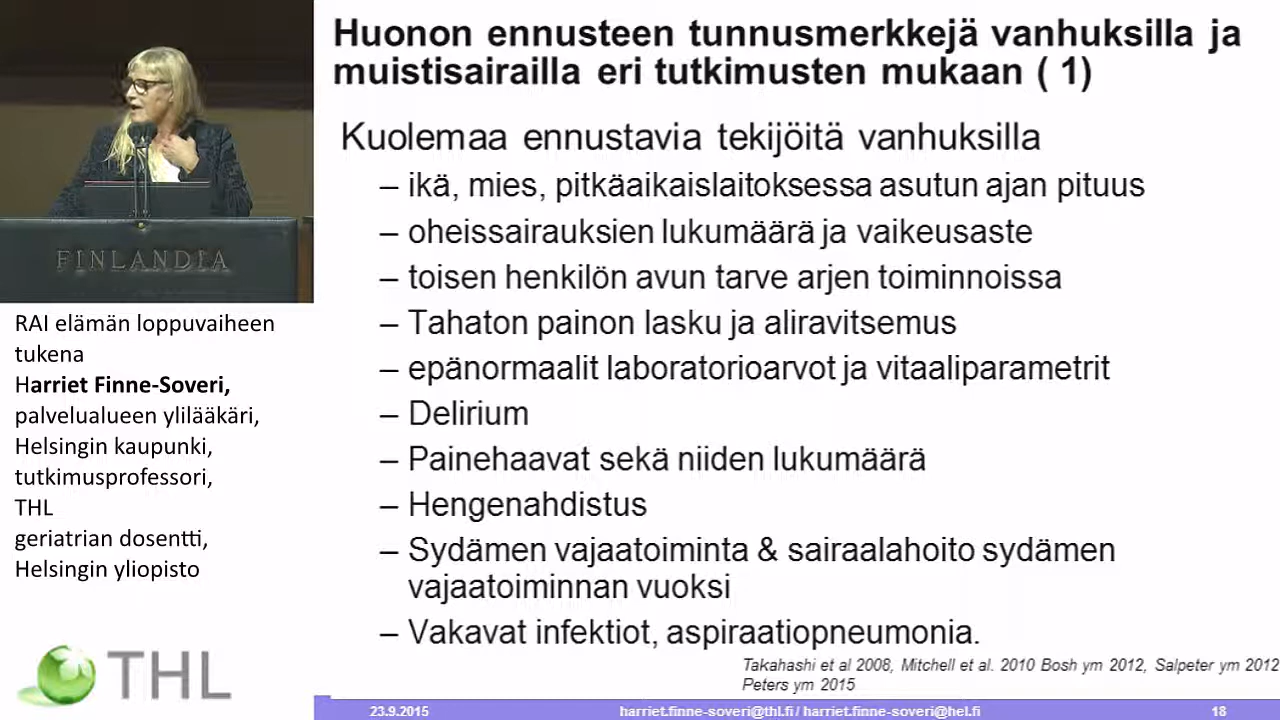 Huonon ennusteen tunnusmerkkejä vanhuksilla ja
muistisairailla eri tutkimusten mukaan ( 1)
Kuolemaa ennustavia tekijöitä vanhuksilla
– ikä, mies, pitkäaikaislaitoksessa asutun ajan pituus
– oheissairauksien lukumäärä ja vaikeusaste
– toisen henkilön avun tarve arjen toiminnoissa
– Tahaton painon lasku ja aliravitsemus
– epänormaalit laboratorioarvot ja vitaaliparametrit
– Delirium
– Painehaavat sekä niiden lukumäärä
– Hengenahdistus
– Sydämen vajaatoiminta & sairaalahoito sydämen
vajaatoiminnan vuoksi
– Vakavat infektiot, aspiraatiopneumonia.
Takahashi et al 2008, Mitchell et al. 2010 Bosh ym 2012, Salpeter ym 2012
Peters ym 2015
23.9.2015
harriet.finne-soveri@thl.fi / harriet.finne-soveri@hel.fi
18
FINLANDIA
RAI elämän loppuvaiheen
tukena
Harriet Finne-Soveri,
palvelualueen ylilääkäri,
Helsingin kaupunki,
tutkimusprofessori,
THL
geriatrian dosentti,
Helsingin yliopisto
THL